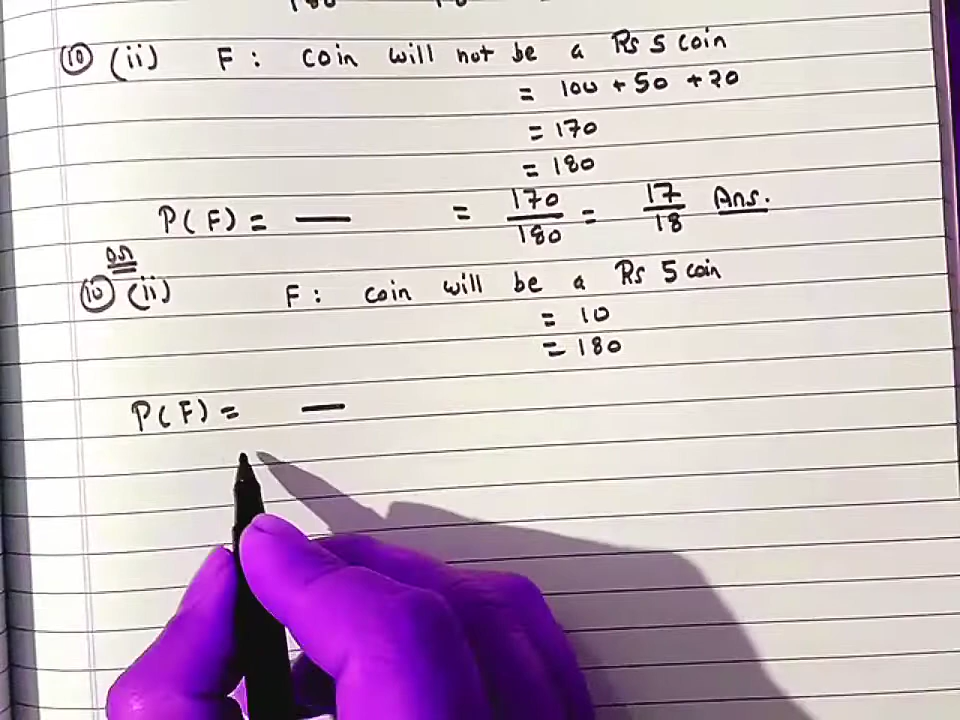 ⑩ (ii) F : coin will not be a Rs 5 coin
= 100 + 50 + 20
= 170
= 180
P(F) = — = 170/180 = 17/18 Ans.
OR
⑩ (ii) F : coin will be a Rs 5 coin
= 10
= 180
P(F) = —